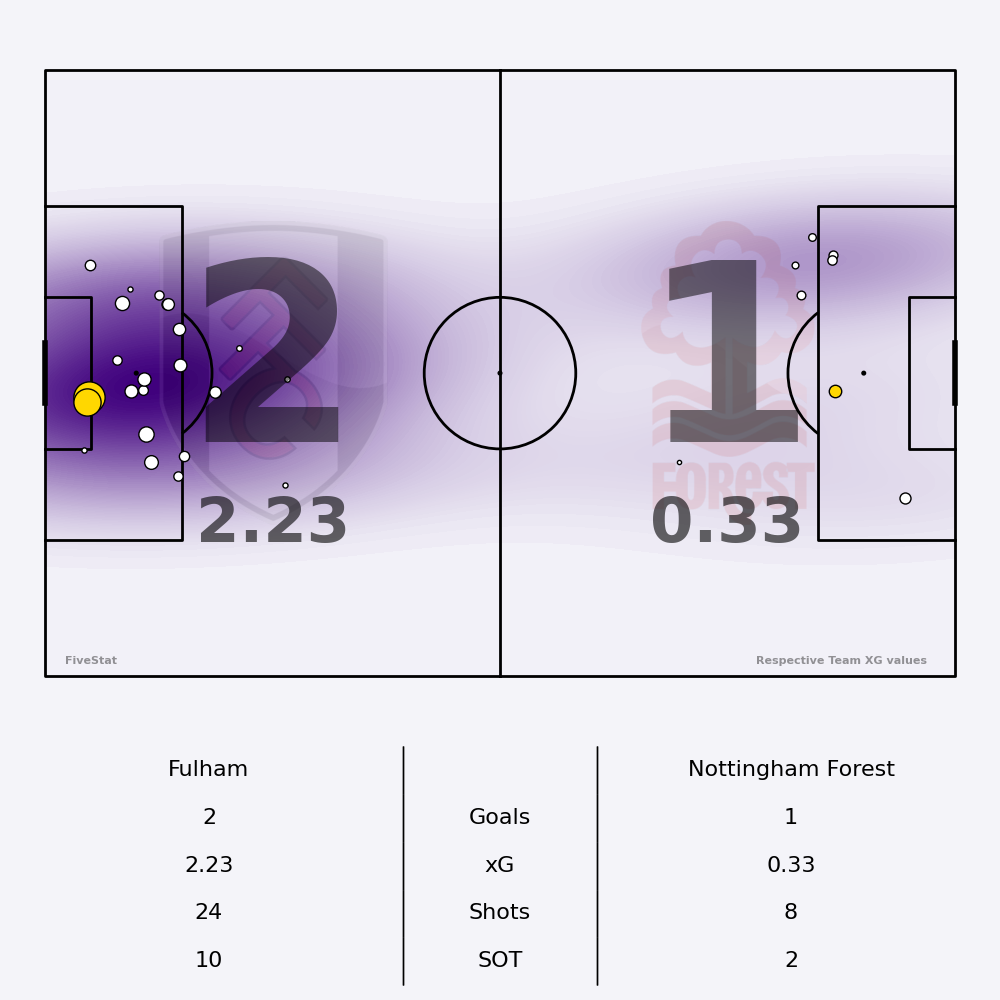 2 1
FOREST
2.23 0.33
FiveStat Respective Team XG values
Fulham Nottingham Forest
2 Goals 1
2.23 xG 0.33
24 Shots 8
10 SOT 2